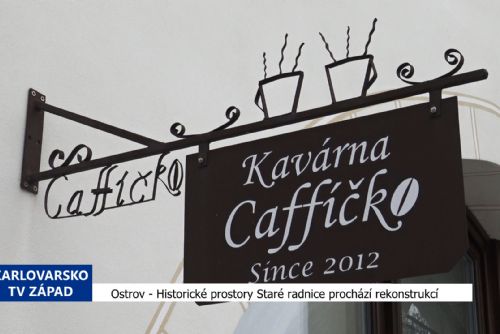 Caffíčko
Kavárna
Caffíčko
Since 2012
KARLOVARSKO
TV ZÁPAD
Ostrov - Historické prostory Staré radnice prochází rekonstrukcí